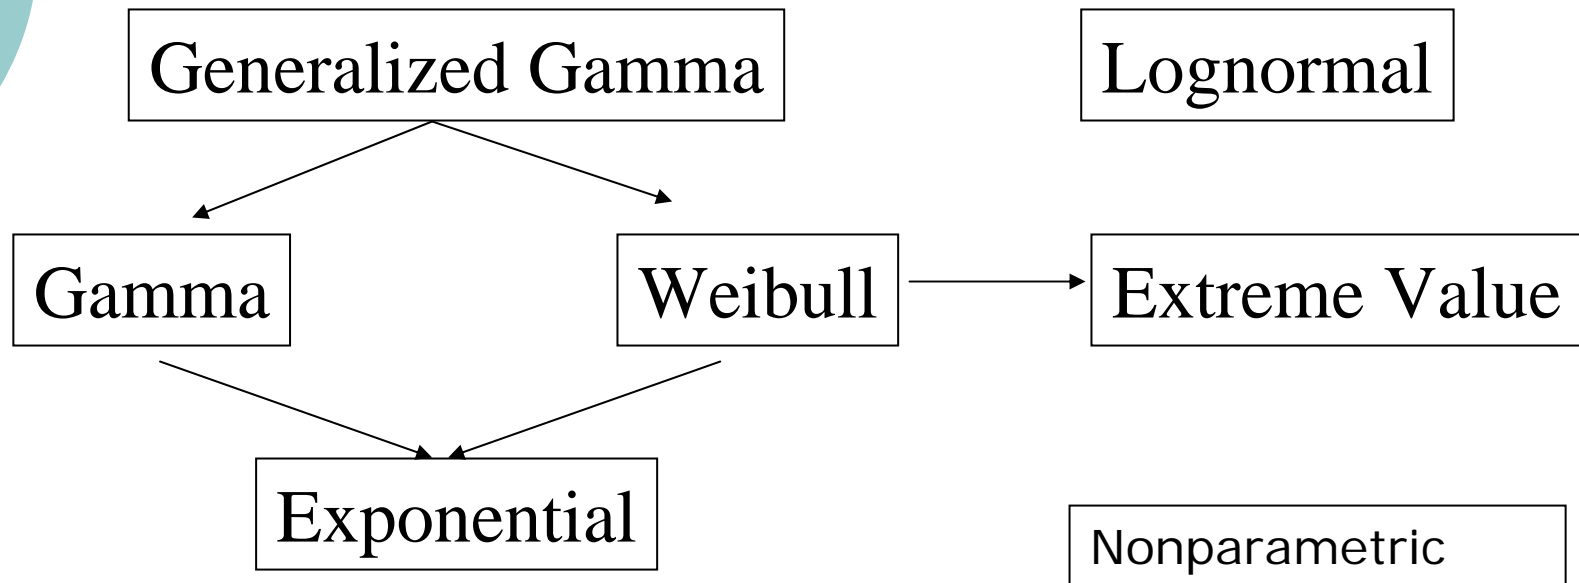 Generalized Gamma
Lognormal
Gamma
Weibull
Extreme Value
Exponential
Nonparametric